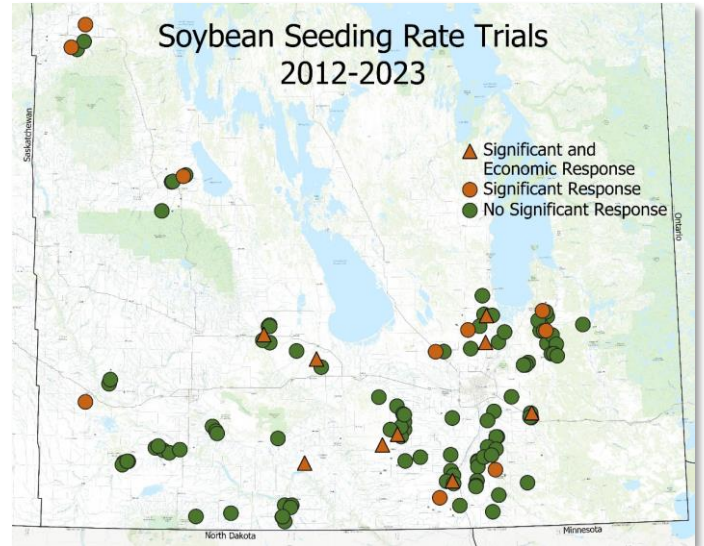 Soybean Seeding Rate Trials
2012-2023
Saskatchewan
Significant and
Economic Response
Significant Response
No Significant Response
Ontario
North Dakota
Minnesota